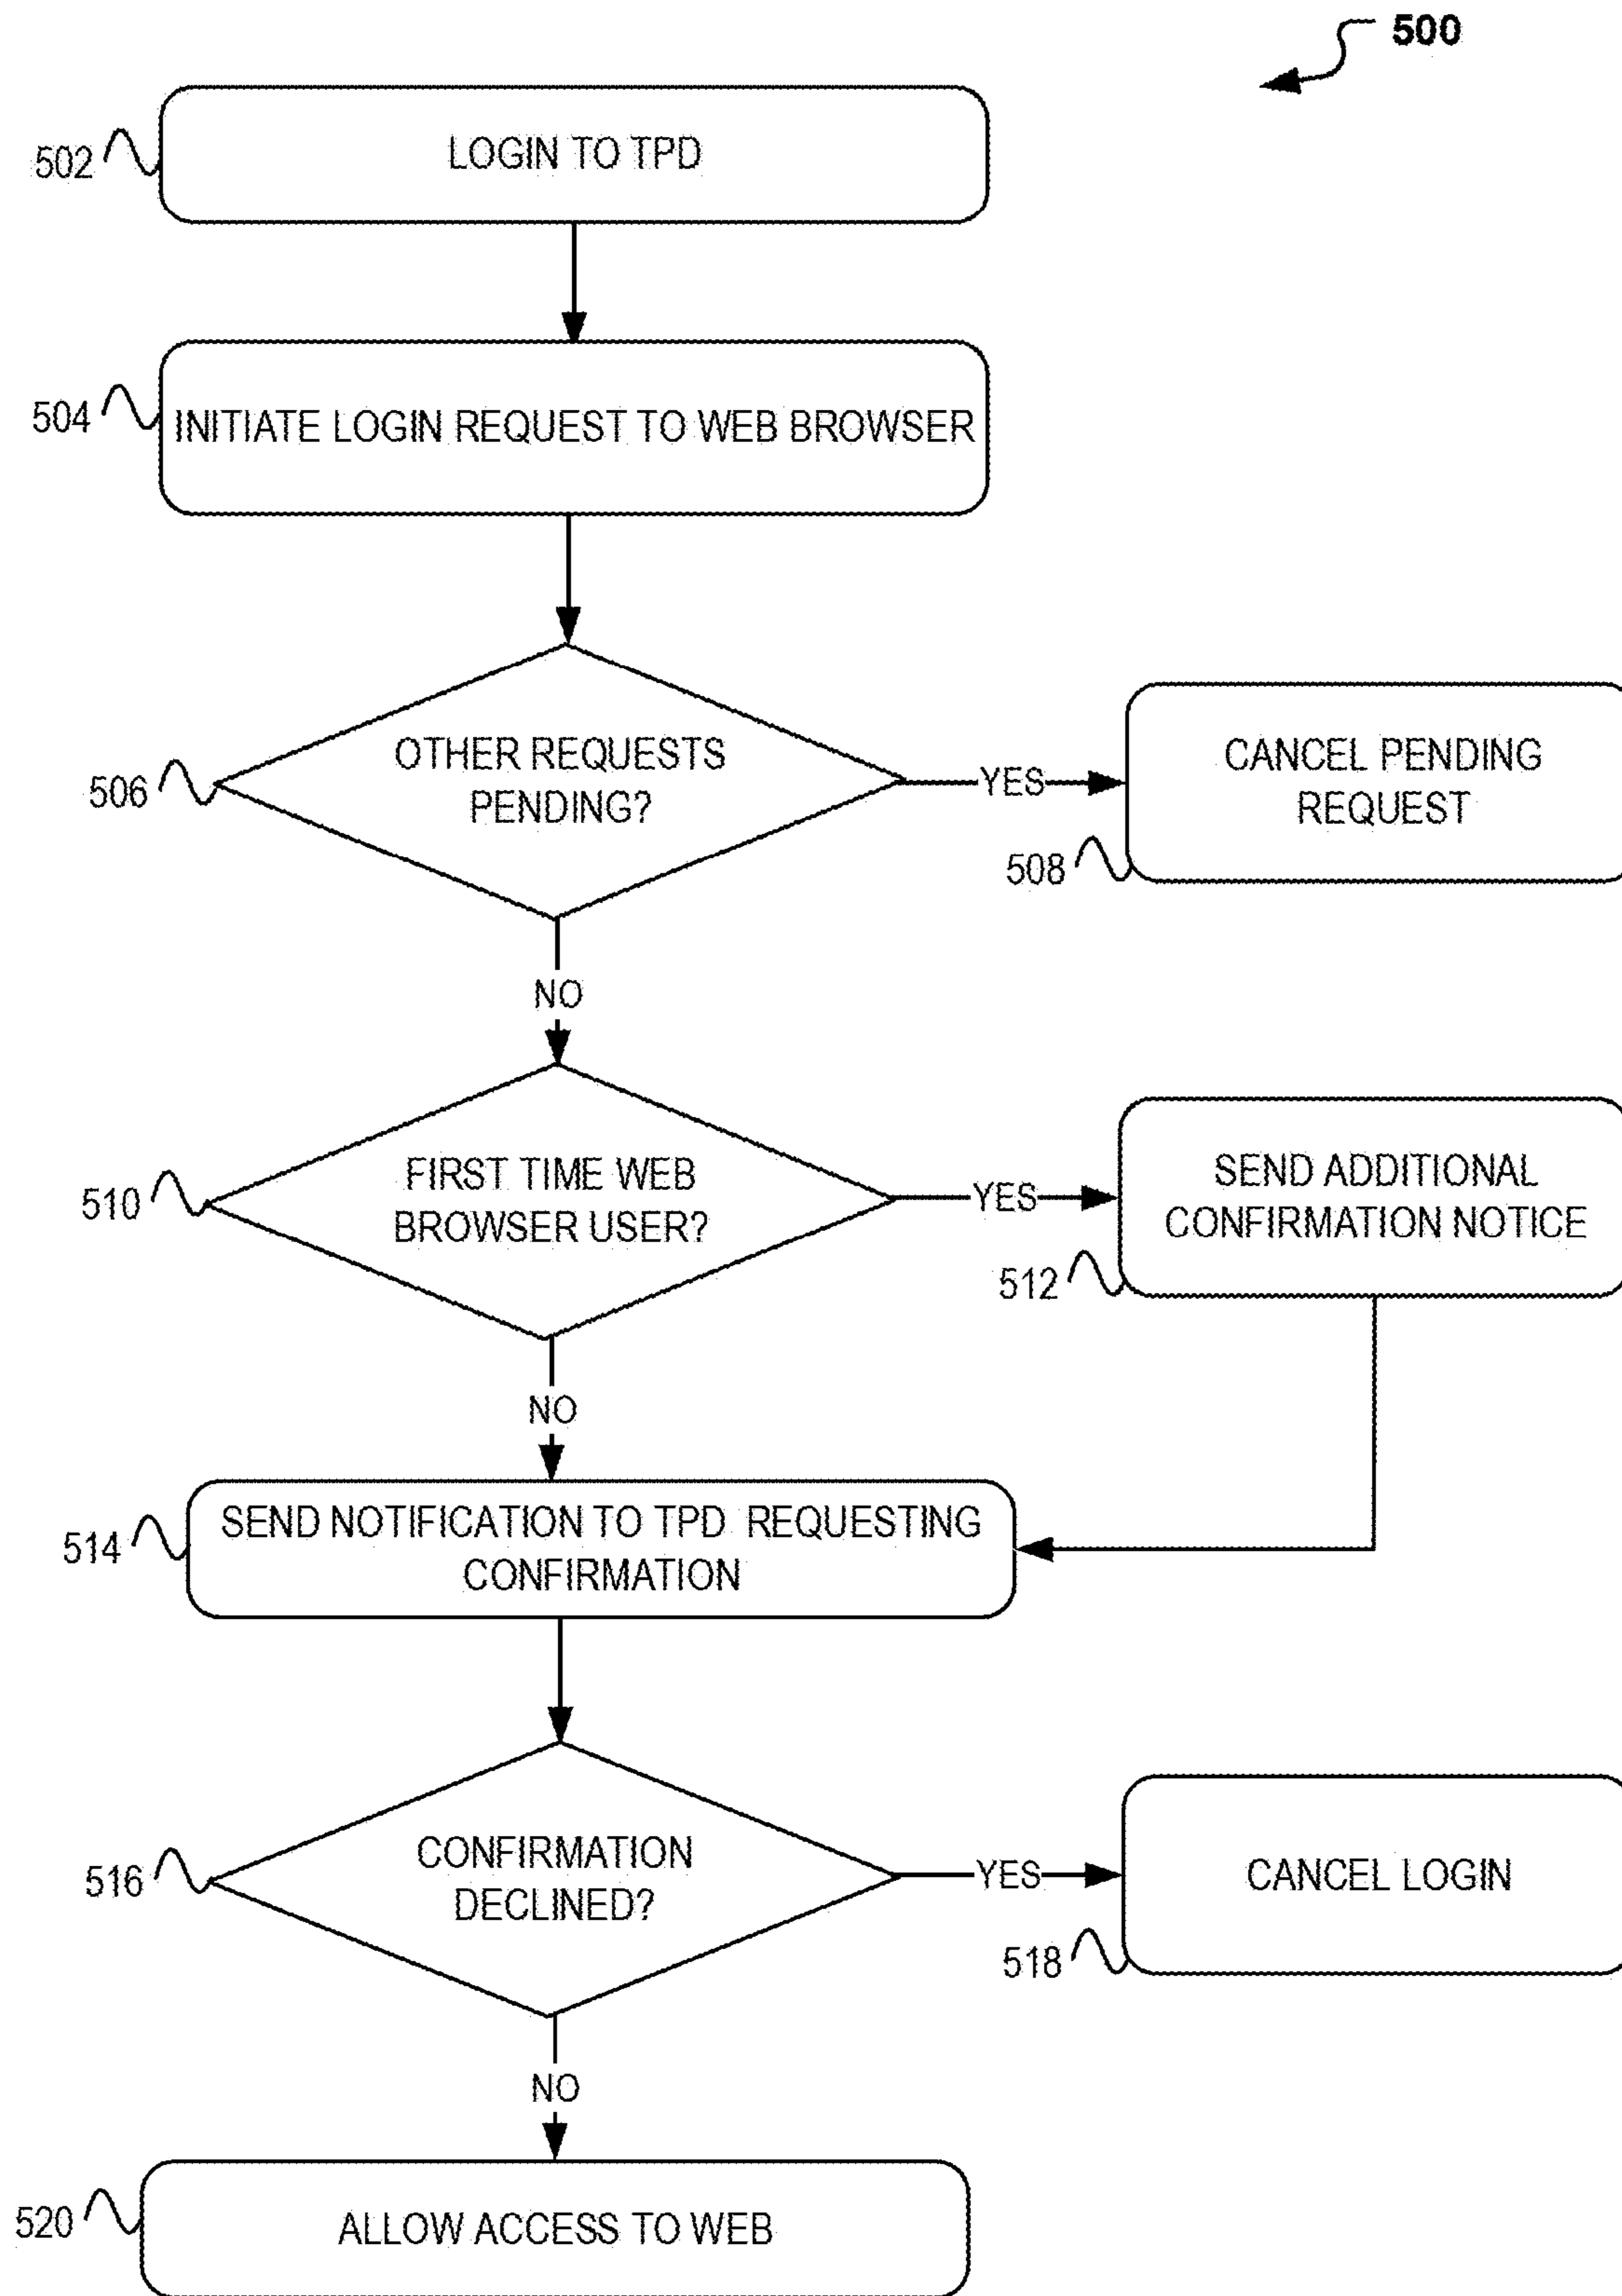 500
LOGIN TO TPD
502
INITIATE LOGIN REQUEST TO WEB BROWSER
504
OTHER REQUESTS
PENDING?
506
YES
CANCEL PENDING
REQUEST
508
NO
FIRST TIME WEB
BROWSER USER?
510
YES
SEND ADDITIONAL
CONFIRMATION NOTICE
512
NO
SEND NOTIFICATION TO TPD REQUESTING
CONFIRMATION
514
CONFIRMATION
DECLINED?
516
YES
CANCEL LOGIN
518
NO
ALLOW ACCESS TO WEB
520